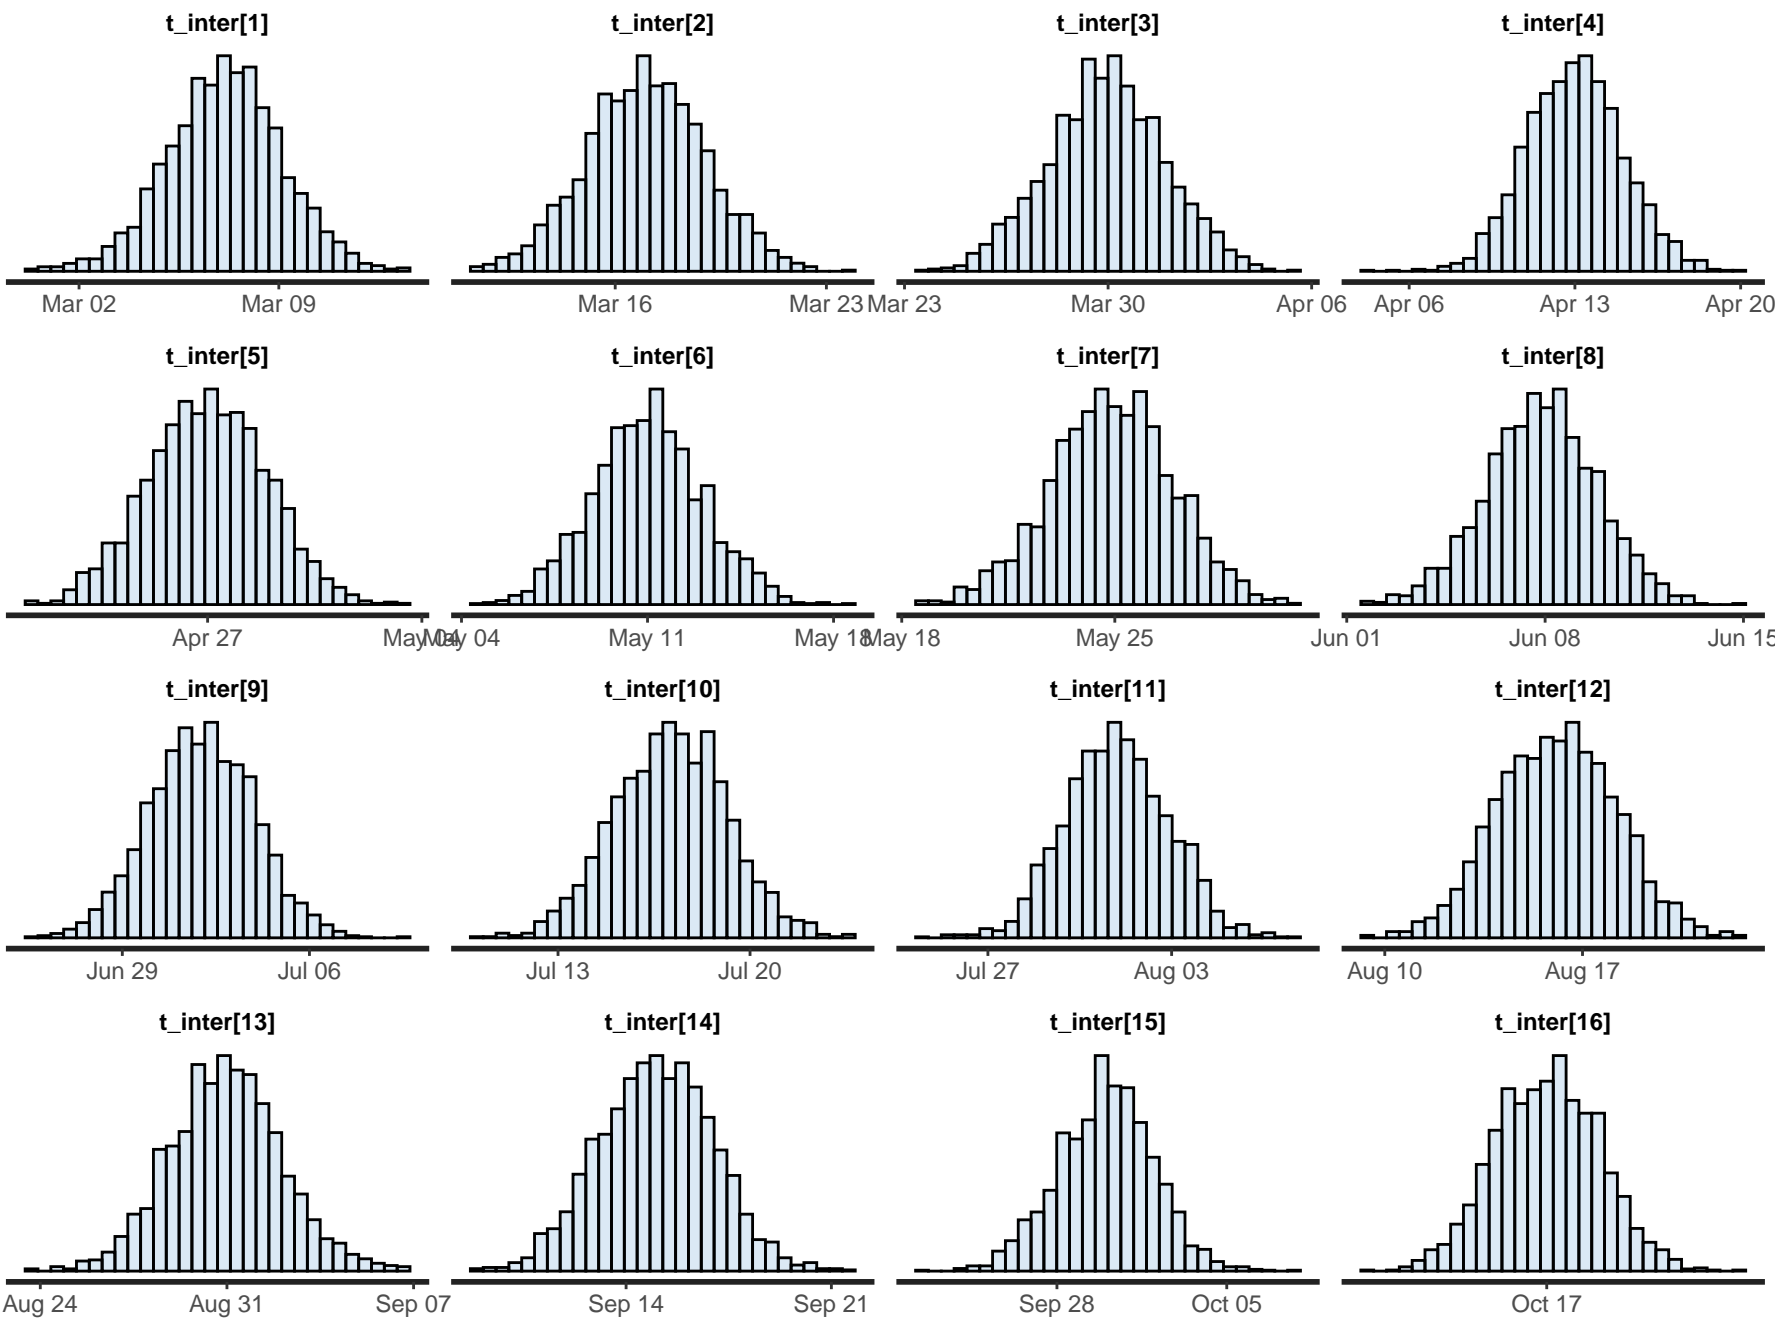 t_inter[1] t_inter[2] t_inter[3] t_inter[4]
Mar 02 Mar 09 Mar 16 Mar 23 Mar 23 Mar 30 Apr 06 Apr 06 Apr 13 Apr 20
t_inter[5] t_inter[6] t_inter[7] t_inter[8]
Apr 27 May 04 May 04 May 11 May 18 May 18 May 25 Jun 01 Jun 08 Jun 15
t_inter[9] t_inter[10] t_inter[11] t_inter[12]
Jun 29 Jul 06 Jul 13 Jul 20 Jul 27 Aug 03 Aug 10 Aug 17
t_inter[13] t_inter[14] t_inter[15] t_inter[16]
Aug 24 Aug 31 Sep 07 Sep 14 Sep 21 Sep 28 Oct 05 Oct 17